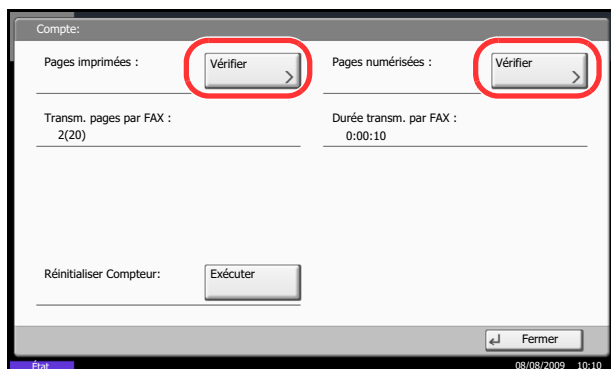 Compte:
Pages imprimées : Vérifier Pages numérisées : Vérifier
Transm. pages par FAX : Durée transm. par FAX :
2(20) 0:00:10
Réinitialiser Compteur: Exécuter
Fermer
État 08/08/2009 10:10